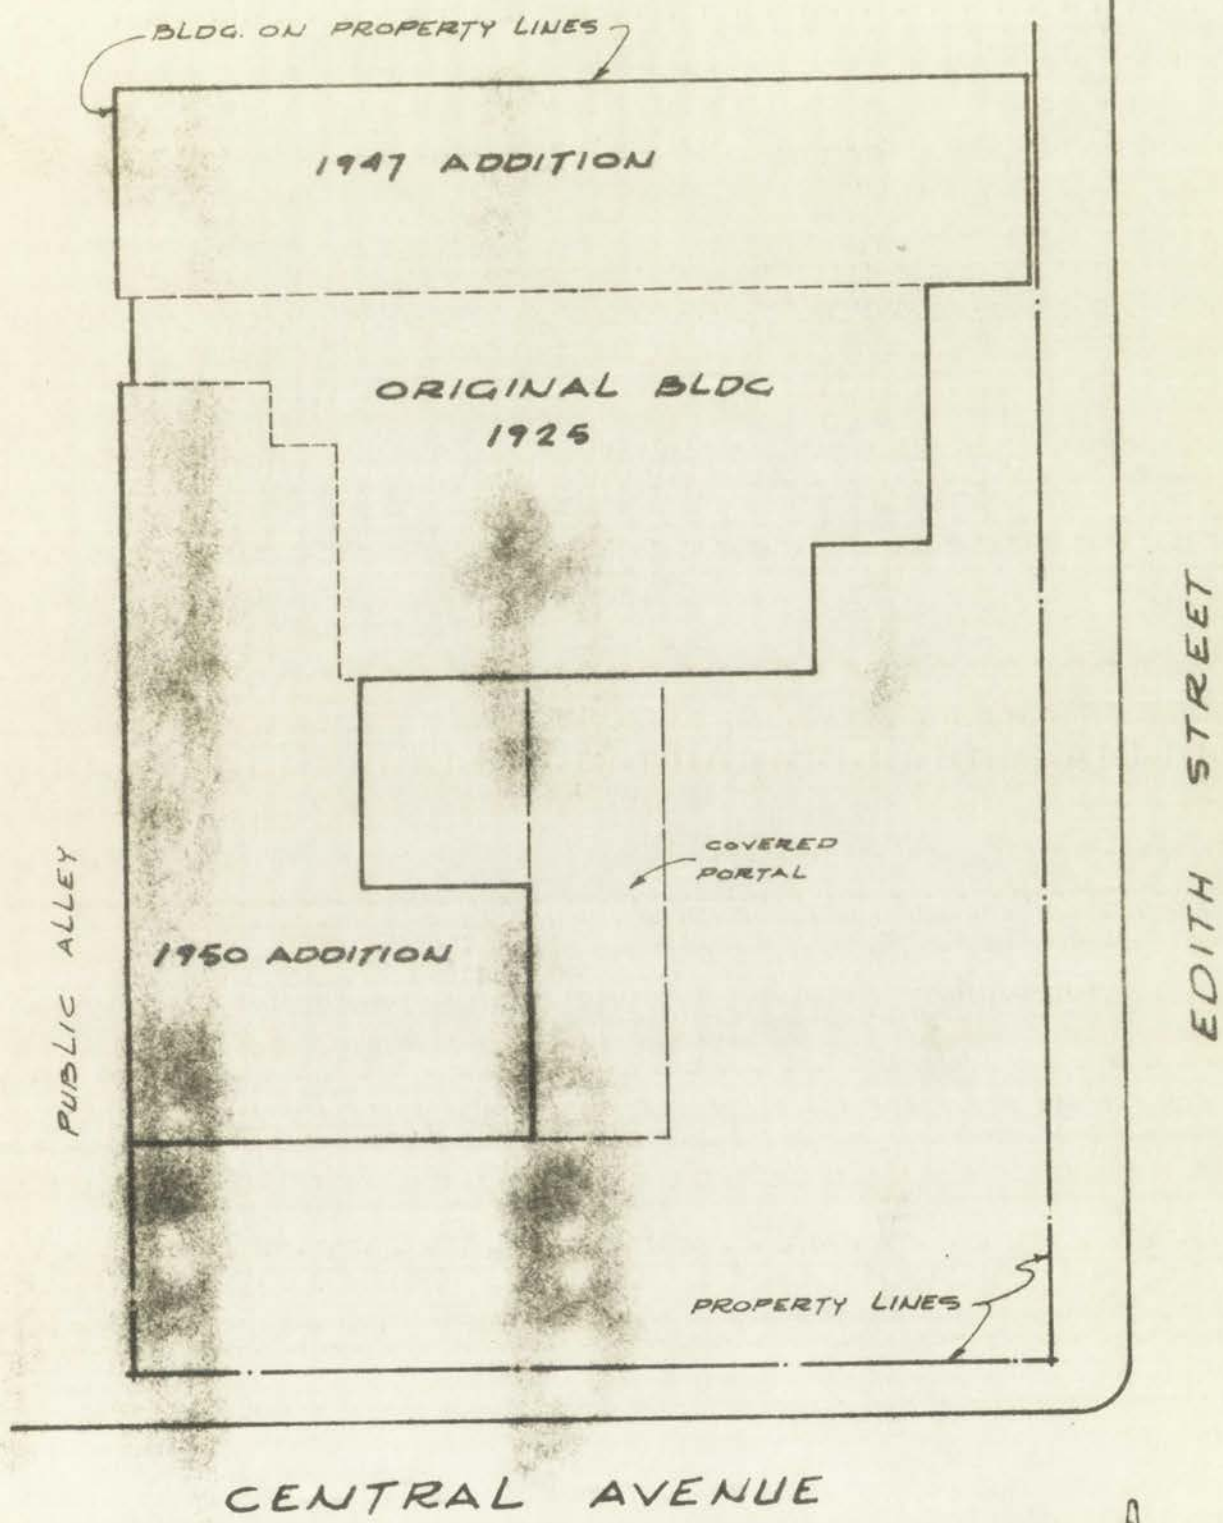 BLDG. ON PROPERTY LINES
1947 ADDITION
ORIGINAL BLDG
1925
COVERED
PORTAL
1950 ADDITION
PUBLIC ALLEY
EDITH STREET
PROPERTY LINES
CENTRAL AVENUE